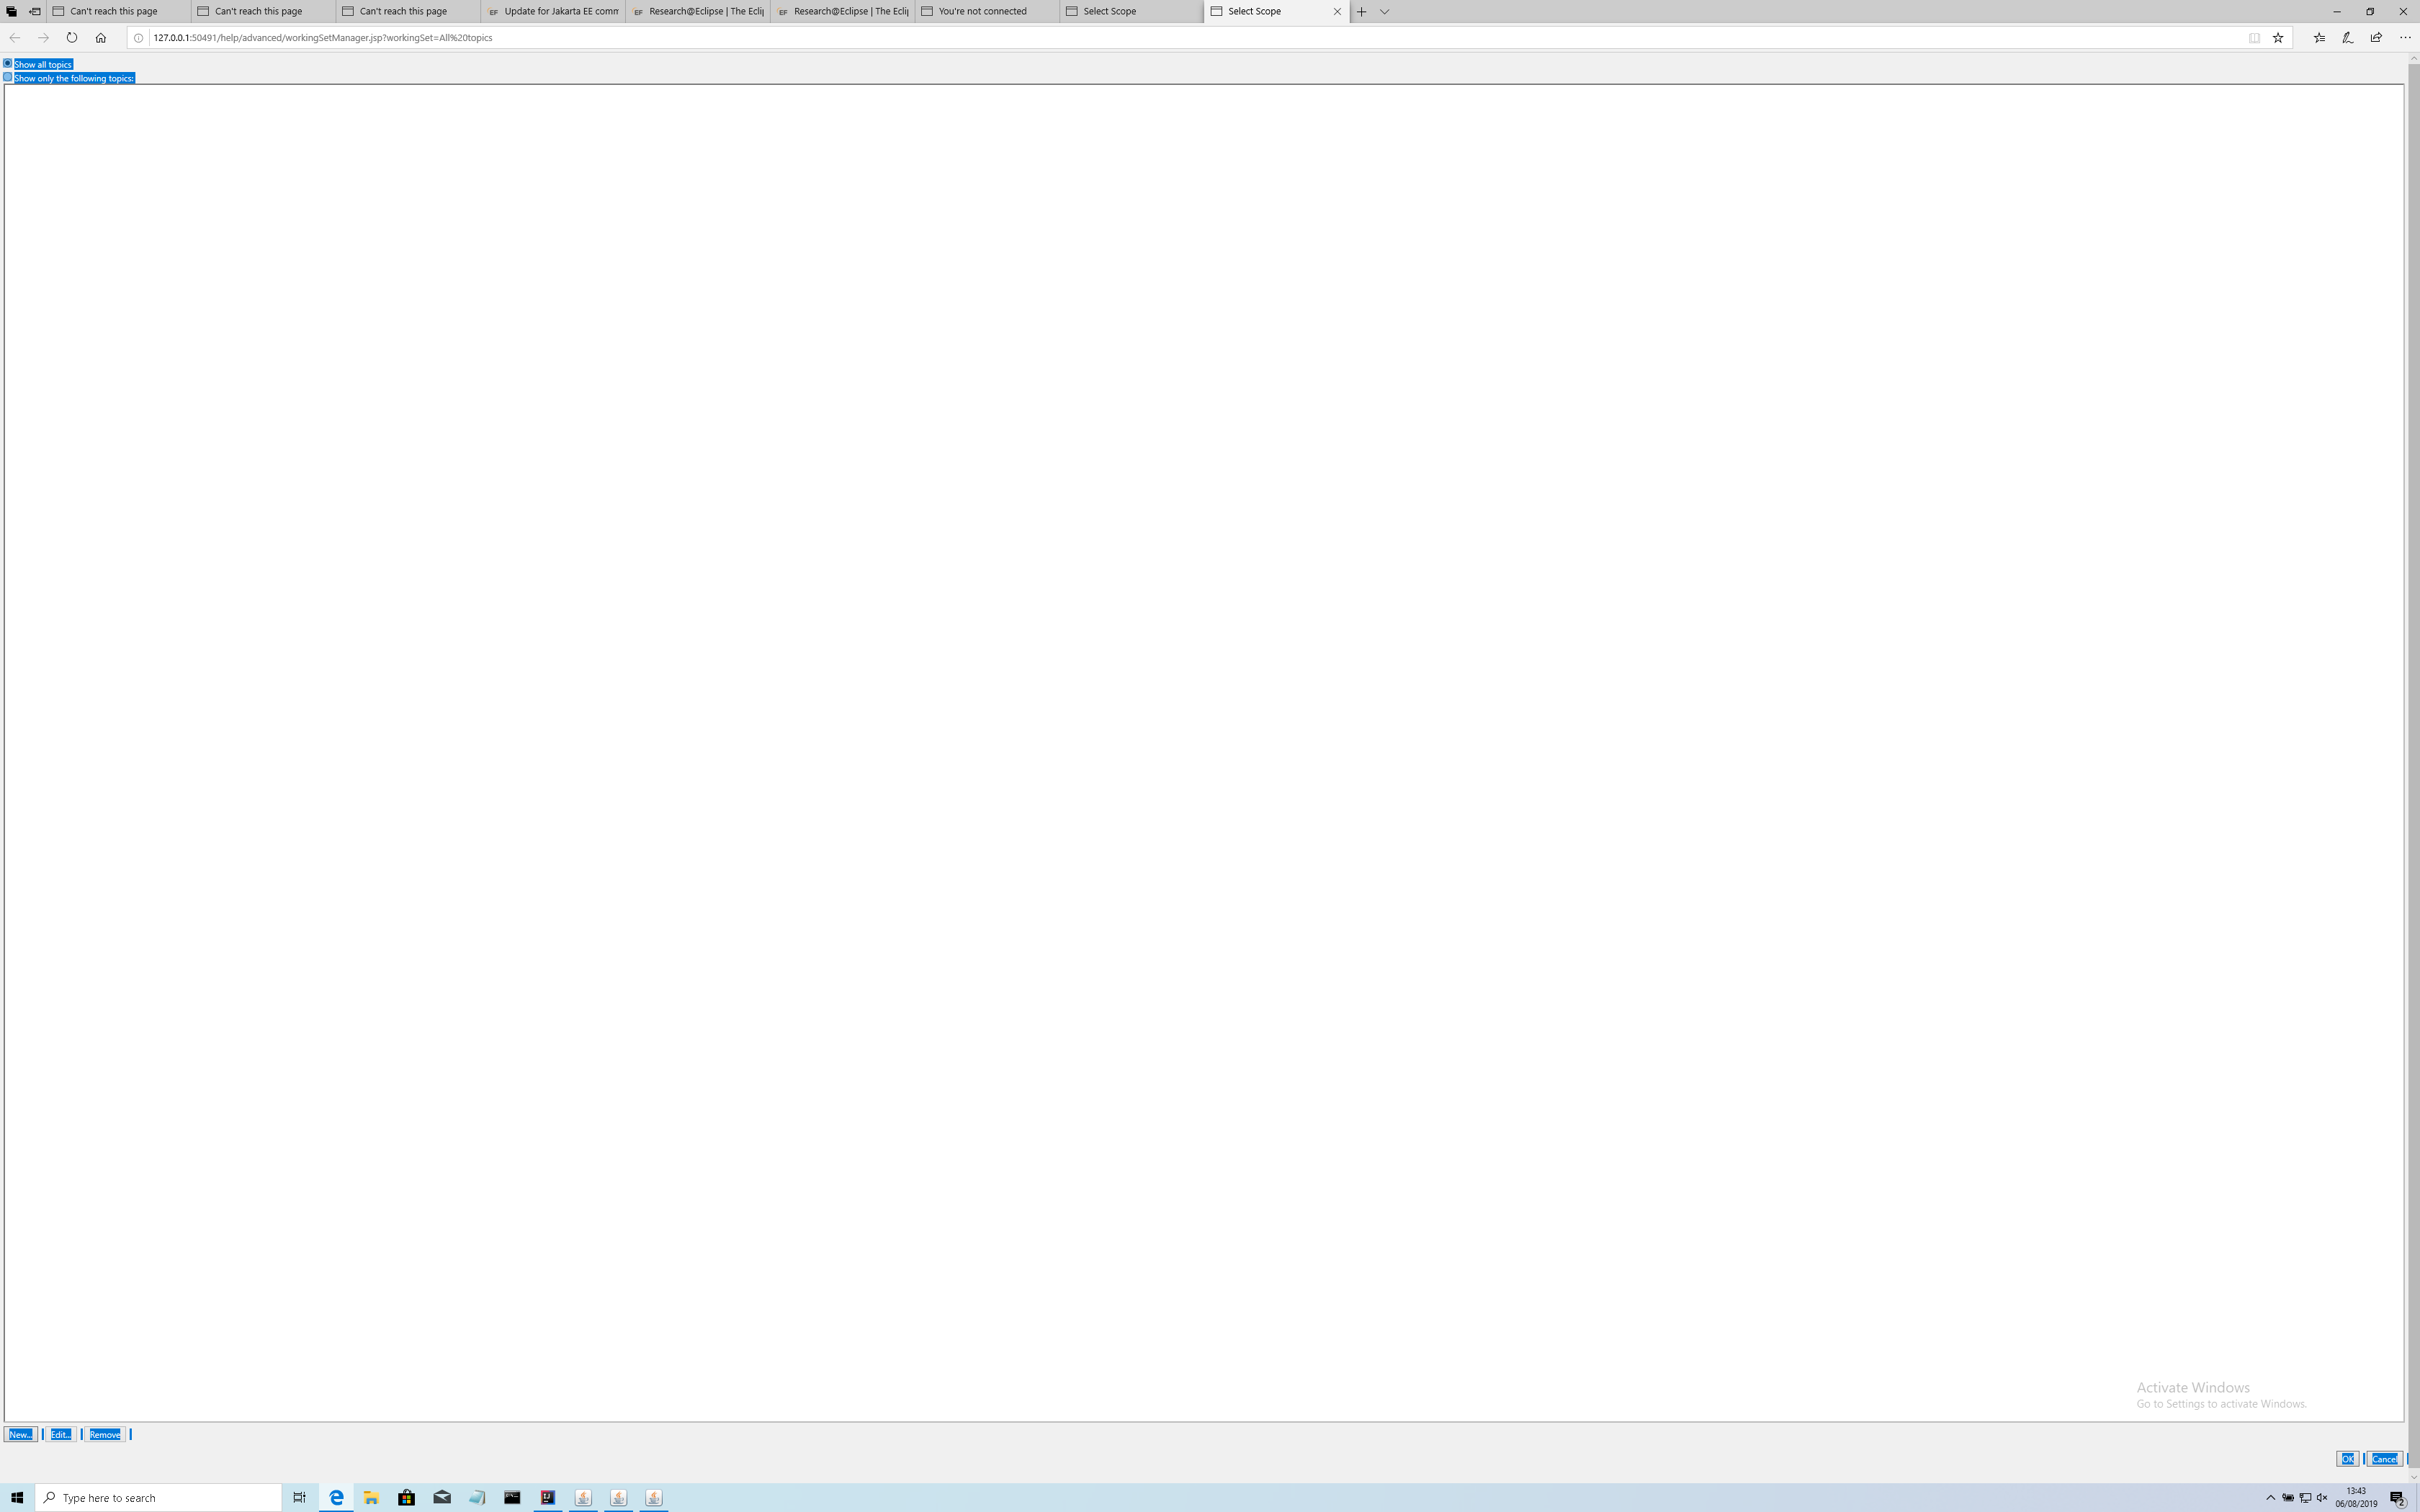 Can't reach this page
Can't reach this page
Can't reach this page
Update for Jakarta EE comm
Research@Eclipse | The Eclip
Research@Eclipse | The Eclip
You're not connected
Select Scope
Select Scope
127.0.0.1:50491/help/advanced/workingSetManager.jsp?workingSet=All%20topics
Show all topics
Show only the following topics:
Activate Windows
Go to Settings to activate Windows.
New...
Edit...
Remove
OK
Cancel
Type here to search
13:43
06/08/2019
2